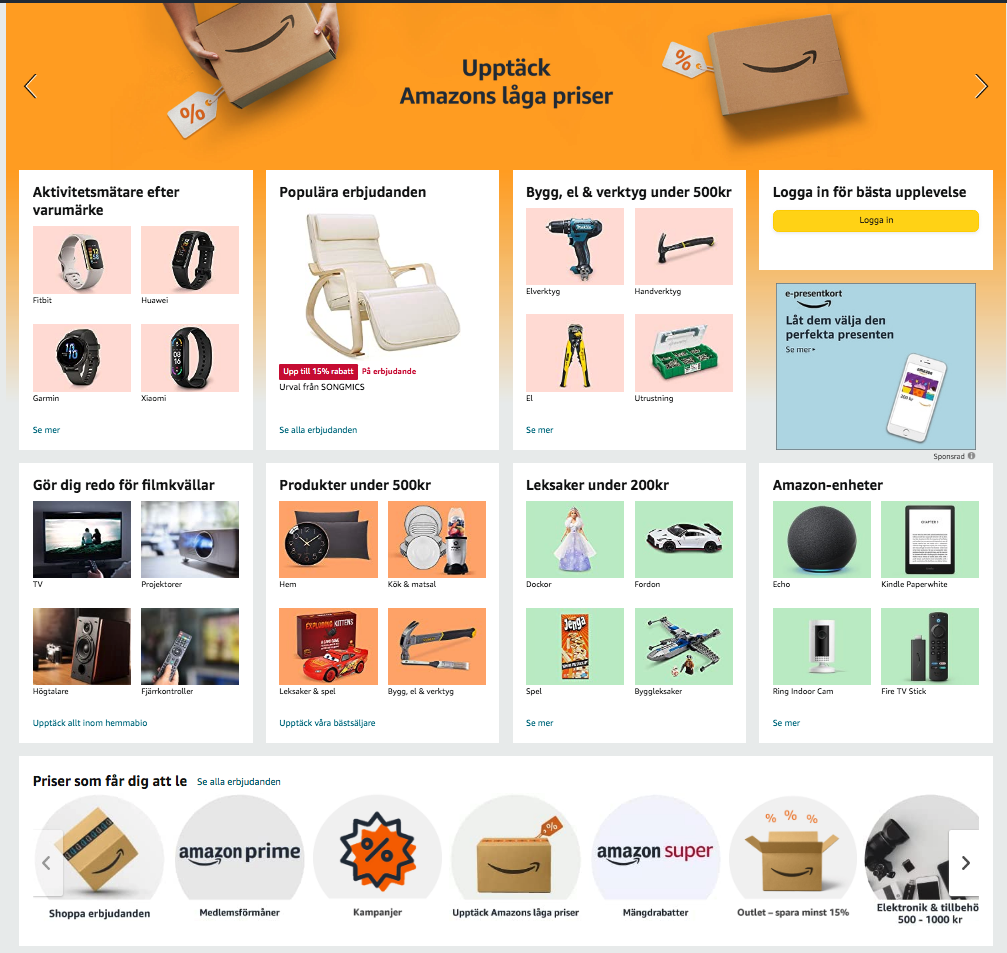 %
Upptäck
Amazons låga priser
%
Aktivitetsmätare efter
varumärke
Fitbit
Huawei
Garmin
Xiaomi
Se mer
Populära erbjudanden
Upp till 15% rabatt På erbjudande
Urval från SONGMICS
Se alla erbjudanden
Bygg, el & verktyg under 500kr
Elverktyg
Handverktyg
El
Utrustning
Se mer
Logga in för bästa upplevelse
Logga in
e-presentkort
Låt dem välja den
perfekta presenten
Se mer
amazon
Sponsrad
Gör dig redo för filmkvällar
TV
Projektorer
Högtalare
Fjärrkontroller
Upptäck allt inom hemmabio
Produkter under 500kr
Hem
Kök & matsal
EXPLODING
KITTENS
Leksaker & spel
Bygg, el & verktyg
Upptäck våra bästsäljare
Leksaker under 200kr
Dockor
Fordon
Jenga
Spel
Byggleksaker
Se mer
Amazon-enheter
Echo
CHAPTER 1
Kindle Paperwhite
Ring Indoor Cam
Fire TV Stick
Se mer
Priser som får dig att le Se alla erbjudanden
Shoppa erbjudanden
amazon prime
Medlemsförmåner
%
Kampanjer
%
Upptäck Amazons låga priser
amazon super
Mängdrabatter
% % %
Outlet – spara minst 15%
Elektronik & tillbehö
500 - 1000 kr